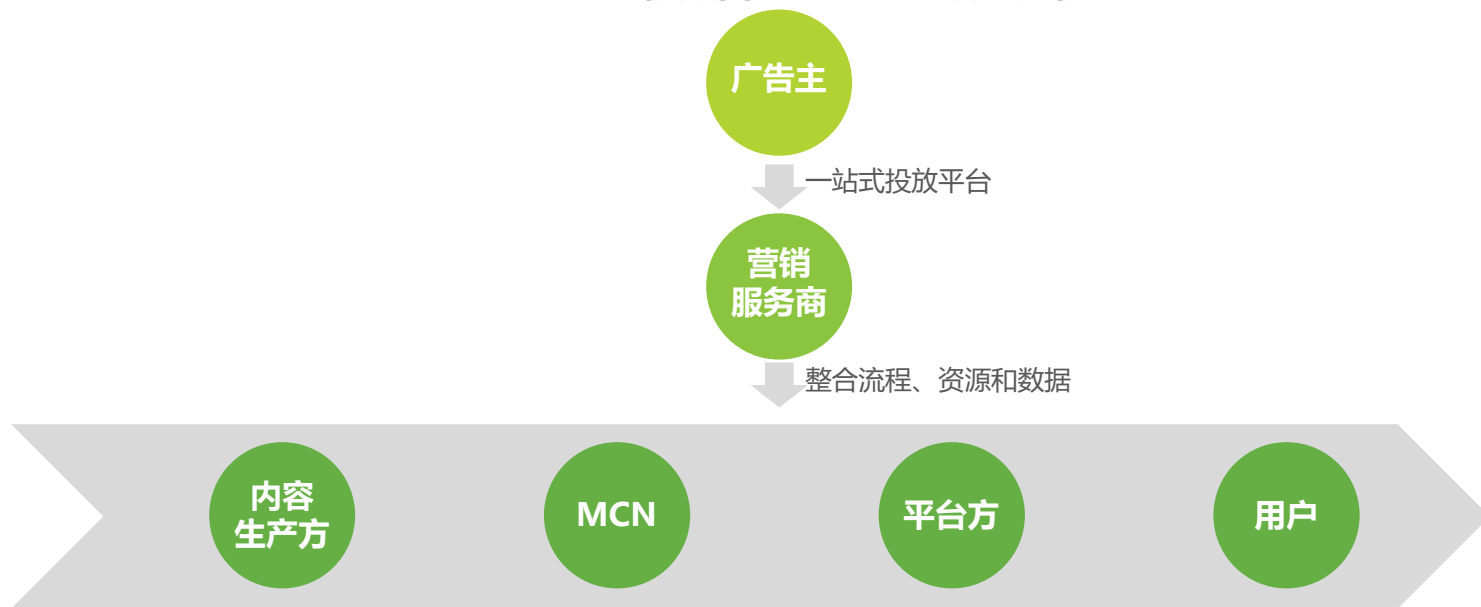 广告主
一站式投放平台
营销
服务商
整合流程、资源和数据
内容
生产方
MCN
平台方
用户